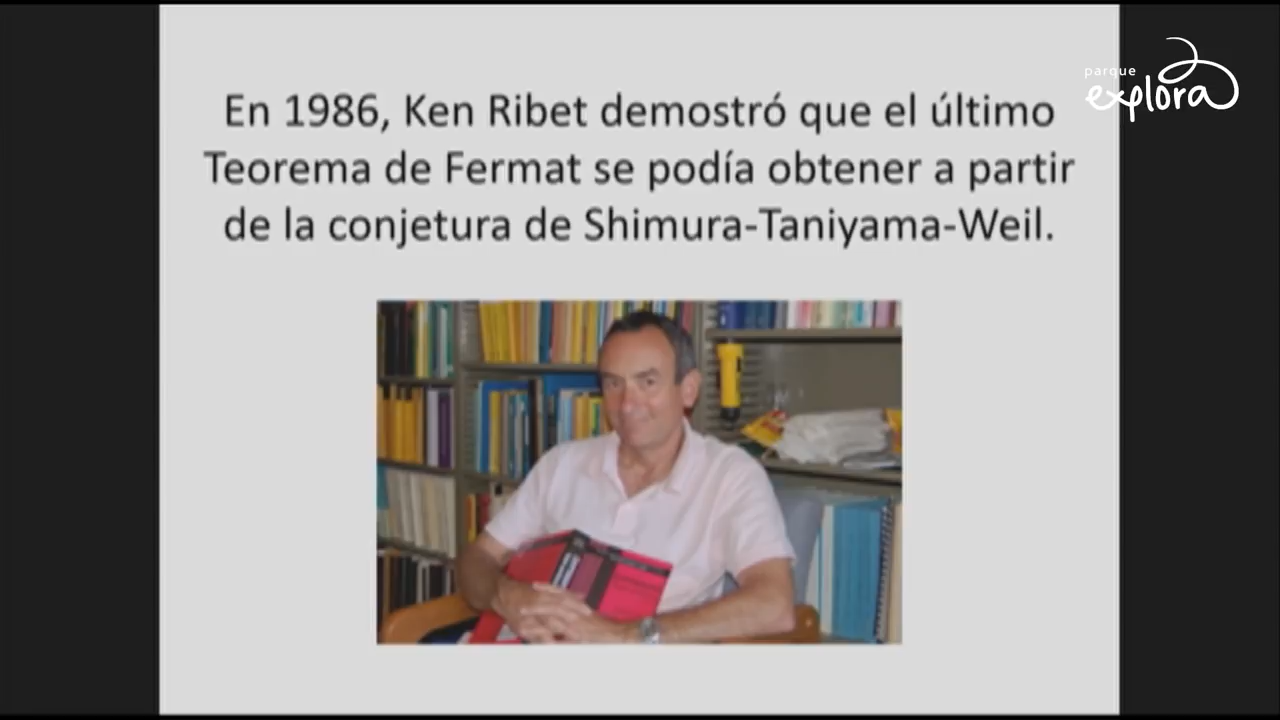 parque
explora
En 1986, Ken Ribet demostró que el último
Teorema de Fermat se podía obtener a partir
de la conjetura de Shimura-Taniyama-Weil.